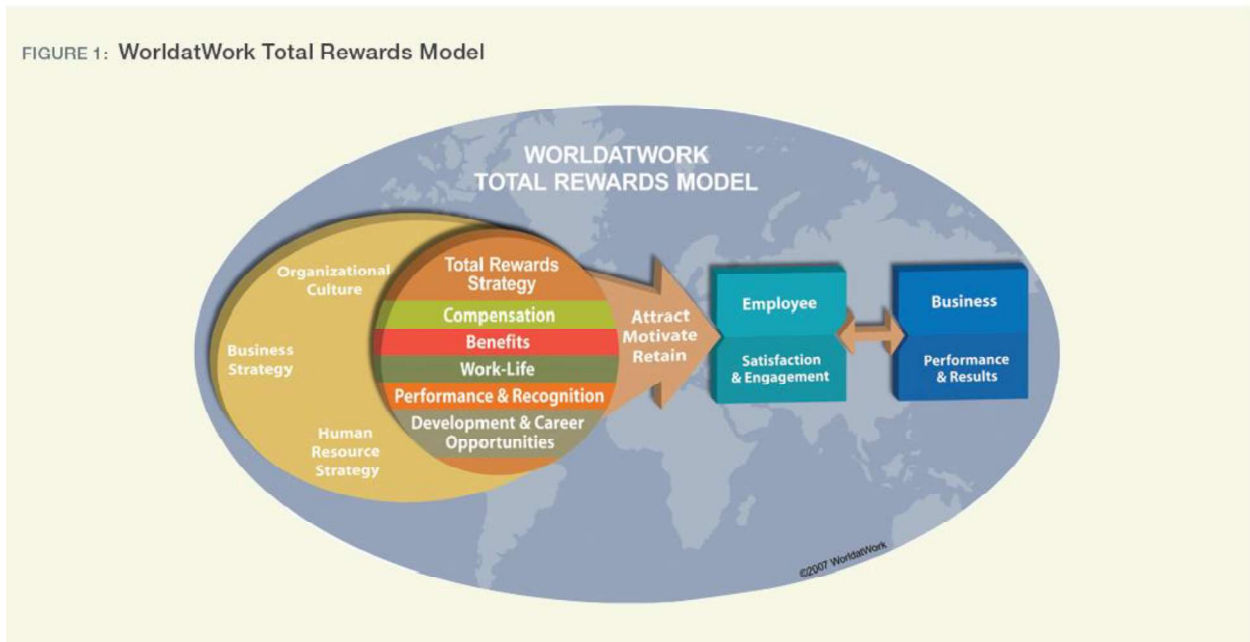 FIGURE 1: WorldatWork Total Rewards Model
WORLDATWORK
TOTAL REWARDS MODEL
Organizational
Culture
Business
Strategy
Human
Resource
Strategy
Total Rewards
Strategy
Compensation
Benefits
Work-Life
Performance & Recognition
Development & Career
Opportunities
Attract
Motivate
Retain
Employee
Satisfaction
& Engagement
Business
Performance
& Results
©2007 WorldatWork